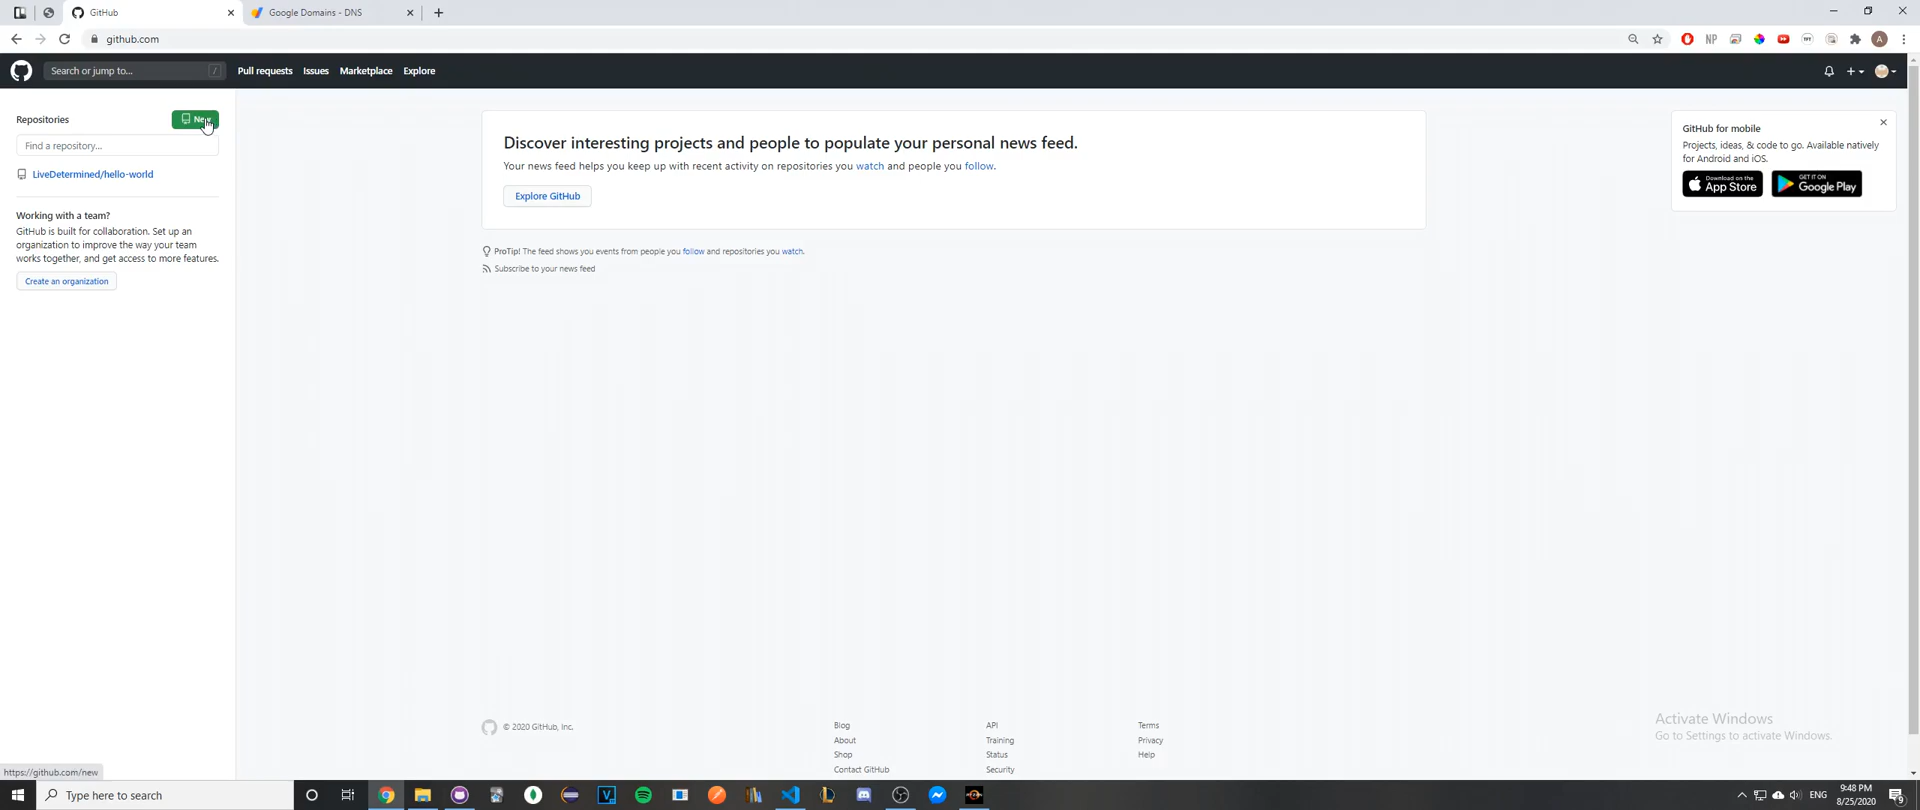 GitHub
Google Domains - DNS
github.com
Search or jump to...
/
Pull requests
Issues
Marketplace
Explore
Repositories
New
Find a repository...
LiveDetermined/hello-world
Working with a team?
GitHub is built for collaboration. Set up an
organization to improve the way your team
works together, and get access to more features.
Create an organization
Discover interesting projects and people to populate your personal news feed.
Your news feed helps you keep up with recent activity on repositories you watch and people you follow.
Explore GitHub
ProTip! The feed shows you events from people you follow and repositories you watch.
Subscribe to your news feed
GitHub for mobile
Projects, ideas, & code to go. Available natively
for Android and iOS.
Download on the
App Store
GET IT ON
Google Play
© 2020 GitHub, Inc.
Blog
About
Shop
Contact GitHub
API
Training
Status
Security
Terms
Privacy
Help
Activate Windows
Go to Settings to activate Windows.
https://github.com/new
Type here to search
ENG
9:48 PM
8/25/2020